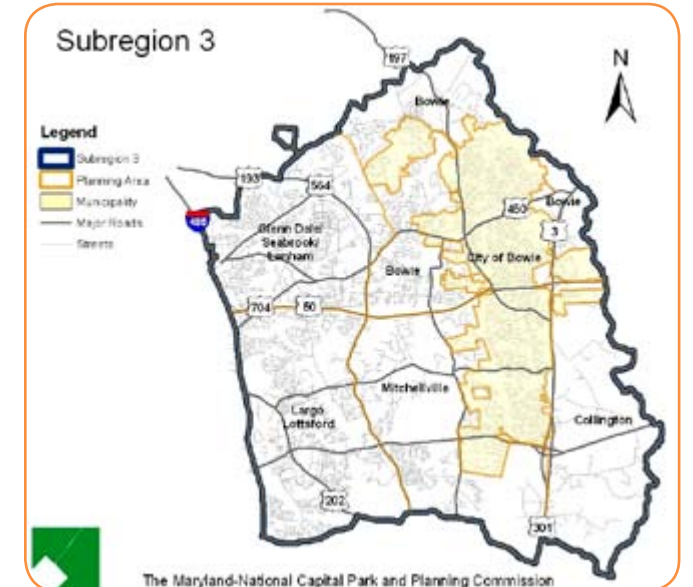 Subregion 3
N
197
Bowie
Legend
Subregion 3
Planning Area
Municipality
Major Roads
Streets
193
564
495
450
Bowie
3
Glenn Dale/
Seabrook/
Lanham
Bowie
City of Bowie
704
50
Mitchellville
Largo
Lottsford
Collington
202
301
The Maryland-National Capital Park and Planning Commission